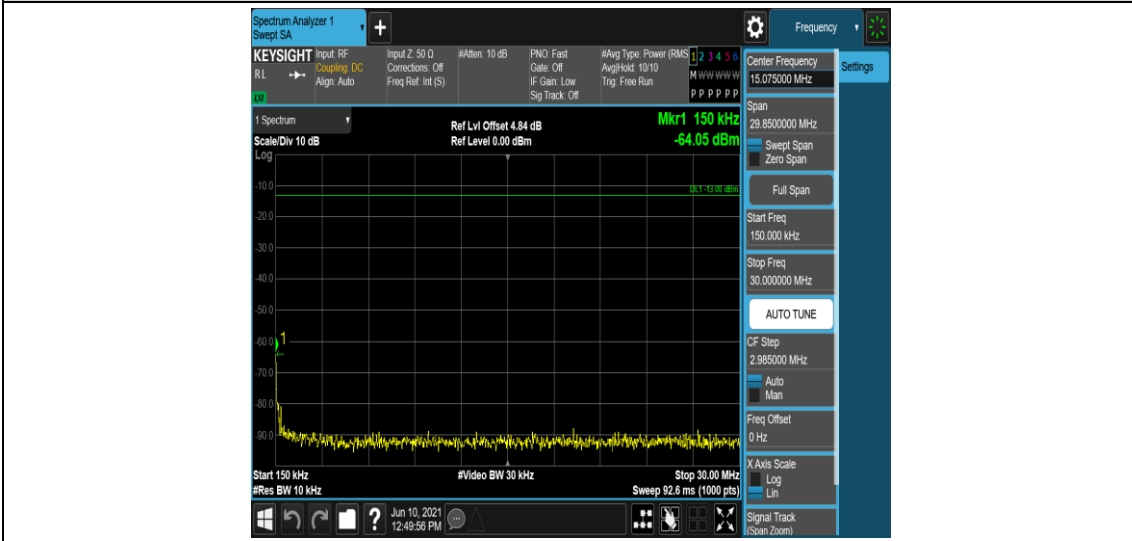 Spectrum Analyzer 1
Swept SA
+
Frequency
KEYSIGHT
RL
Input: RF
Coupling: DC
Align: Auto
Input Z: 50 Ω
Corrections: Off
Freq Ref: Int (S)
#Atten: 10 dB
PNO: Fast
Gate: Off
IF Gain: Low
Sig Track: Off
#Avg Type: Power (RMS
Avg|Hold: 10/10
Trig: Free Run
1 2 3 4 5 6
M W W W W W
P P P P P P
1 Spectrum
Scale/Div 10 dB
Log
Ref Lvl Offset 4.84 dB
Ref Level 0.00 dBm
Mkr1 150 kHz
-64.05 dBm
DL1 -13.00 dBm
-10.0
-20.0
-30.0
-40.0
-50.0
-60.0
1
-70.0
-80.0
-90.0
Start 150 kHz
#Video BW 30 kHz
Stop 30.00 MHz
#Res BW 10 kHz
Sweep 92.6 ms (1000 pts)
?
Jun 10, 2021
12:49:56 PM
Center Frequency
15.075000 MHz
Settings
Span
29.8500000 MHz
Swept Span
Zero Span
Full Span
Start Freq
150.000 kHz
Stop Freq
30.000000 MHz
AUTO TUNE
CF Step
2.985000 MHz
Auto
Man
Freq Offset
0 Hz
X Axis Scale
Log
Lin
Signal Track
(Span Zoom)